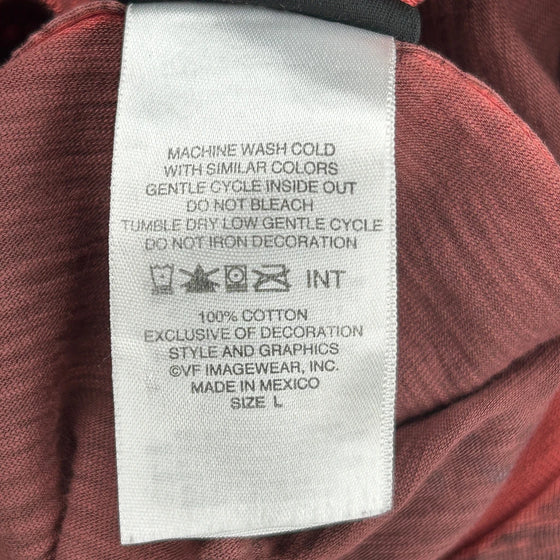 MACHINE WASH COLD
WITH SIMILAR COLORS
GENTLE CYCLE INSIDE OUT
DO NOT BLEACH
TUMBLE DRY LOW GENTLE CYCLE
DO NOT IRON DECORATION
INT
100% COTTON
EXCLUSIVE OF DECORATION
STYLE AND GRAPHICS
©VF IMAGEWEAR, INC.
MADE IN MEXICO
SIZE L